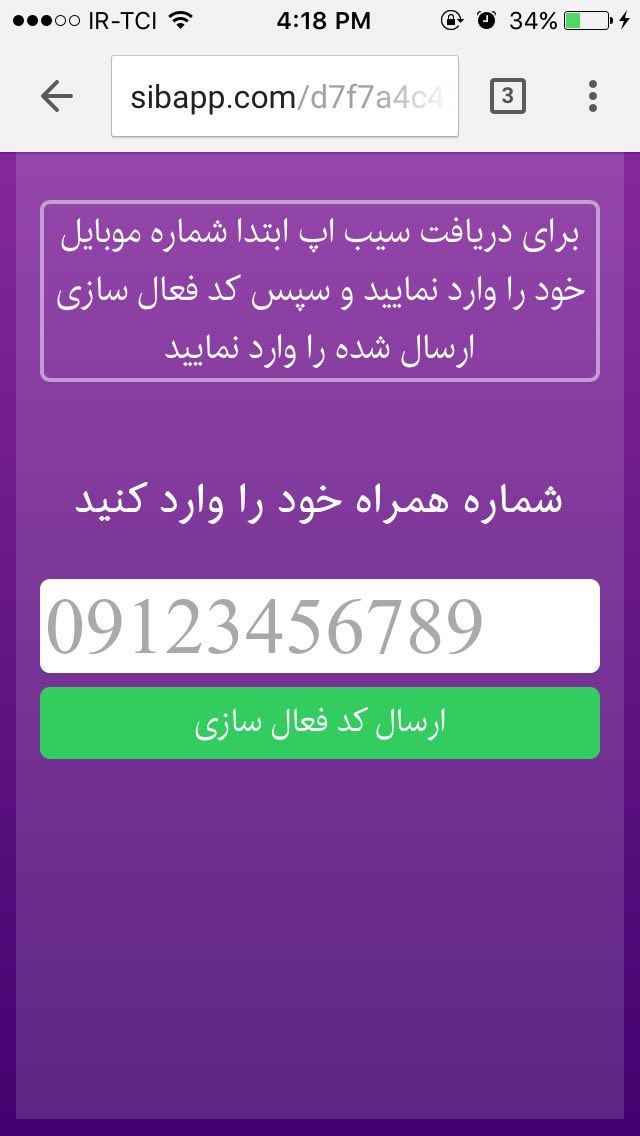 IR-TCI 4:18 PM 34%
sibapp.com/d7f7a4c4
3
برای دریافت سیب اپ ابتدا شماره موبایل
خود را وارد نمایید و سپس کد فعال سازی
ارسال شده را وارد نمایید
شماره همراه خود را وارد کنید
09123456789
ارسال کد فعال سازی